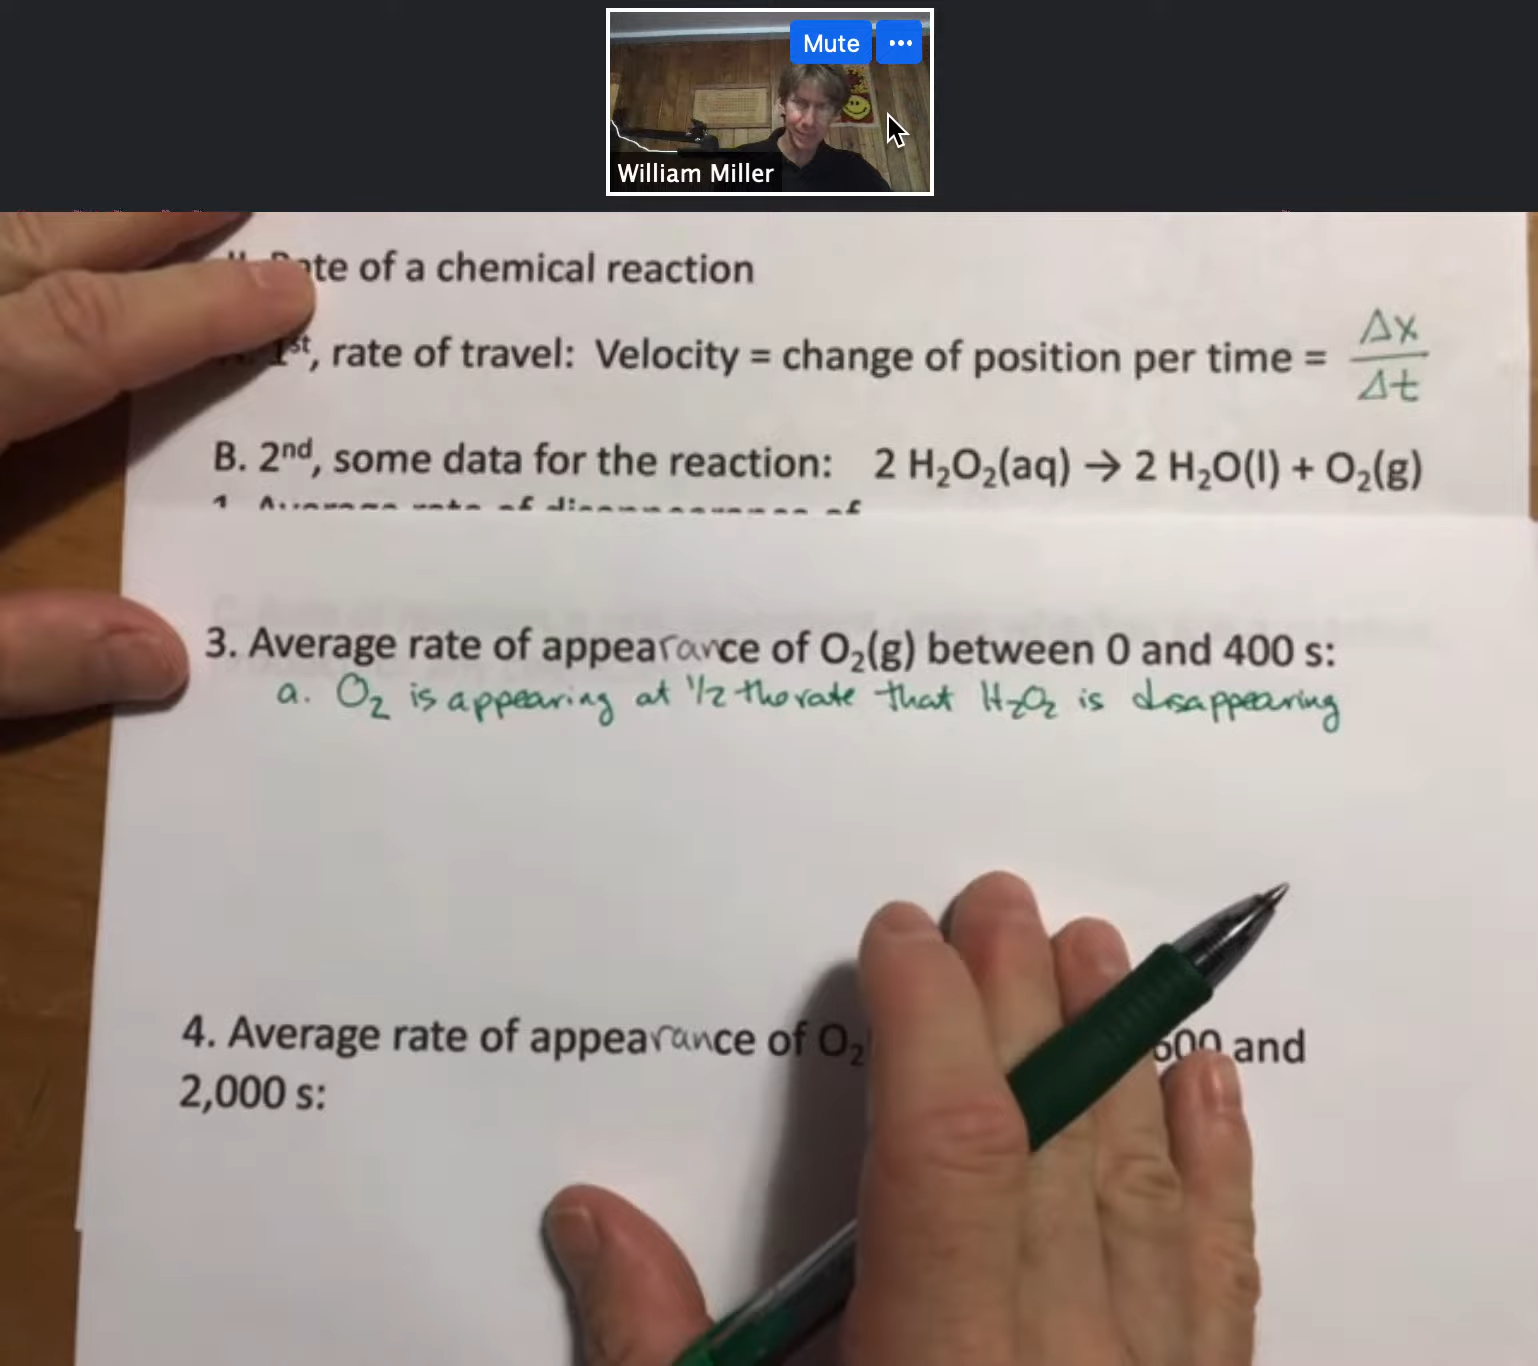 Mute
William Miller
of a chemical reaction
1st, rate of travel: Velocity = change of position per time = Δx/Δt
B. 2nd, some data for the reaction: 2 H₂O₂(aq) → 2 H₂O(l) + O₂(g)
3. Average rate of appearance of O₂(g) between 0 and 400 s:
a. O₂ is appearing at 1/2 the rate that H₂O₂ is disappearing
4. Average rate of appearance of O₂ and
2,000 s: